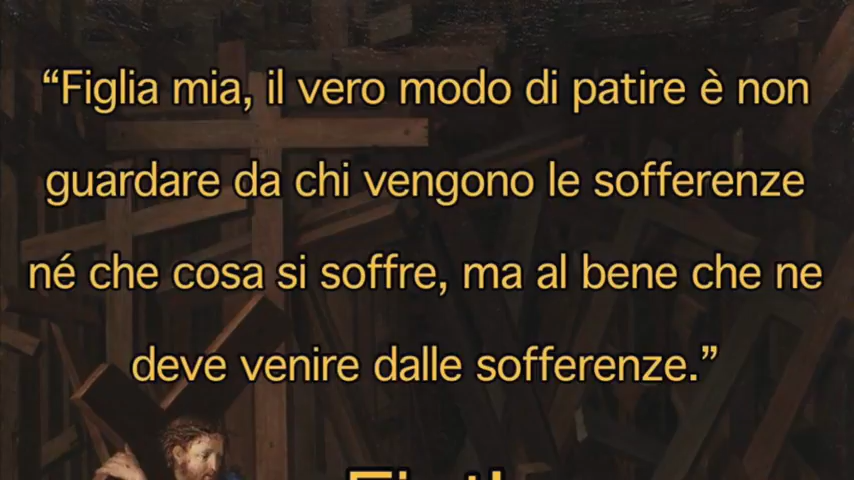 “Figlia mia, il vero modo di patire è non
guardare da chi vengono le sofferenze
né che cosa si soffre, ma al bene che ne
deve venire dalle sofferenze.”